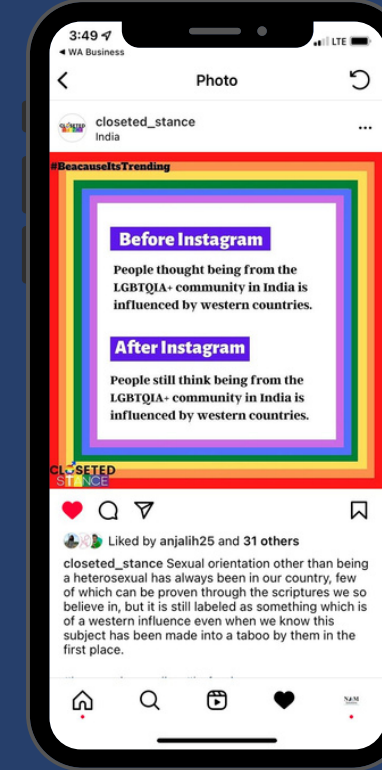 3:49
LTE
◀ WA Business
Photo
CLOSETED
closeted_stance
India
#BeacauseItsTrending
Before Instagram
People thought being from the
LGBTQIA+ community in India is
influenced by western countries.
After Instagram
People still think being from the
LGBTQIA+ community in India is
influenced by western countries.
CLOSETED
STANCE
Liked by anjalih25 and 31 others
closeted_stance Sexual orientation other than being
a heterosexual has always been in our country, few
of which can be proven through the scriptures we so
believe in, but it is still labeled as something which is
of a western influence even when we know this
subject has been made into a taboo by them in the
first place.